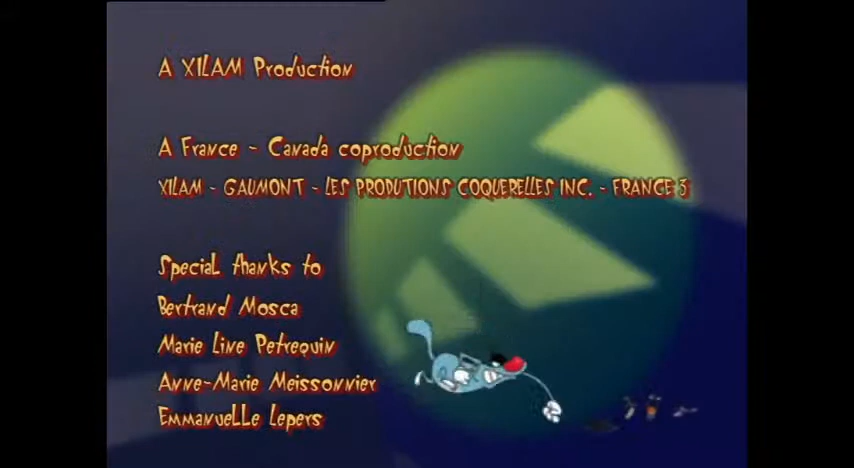 A XILAM Production
A France - Canada coproduction
XILAM - GAUMONT - LES PRODUTIONS COQUERELLES INC. - FRANCE 3
Special thanks to
Bertrand Mosca
Marie Line Petrequin
Anne-Marie Meissonnier
Emmanuelle Lepers